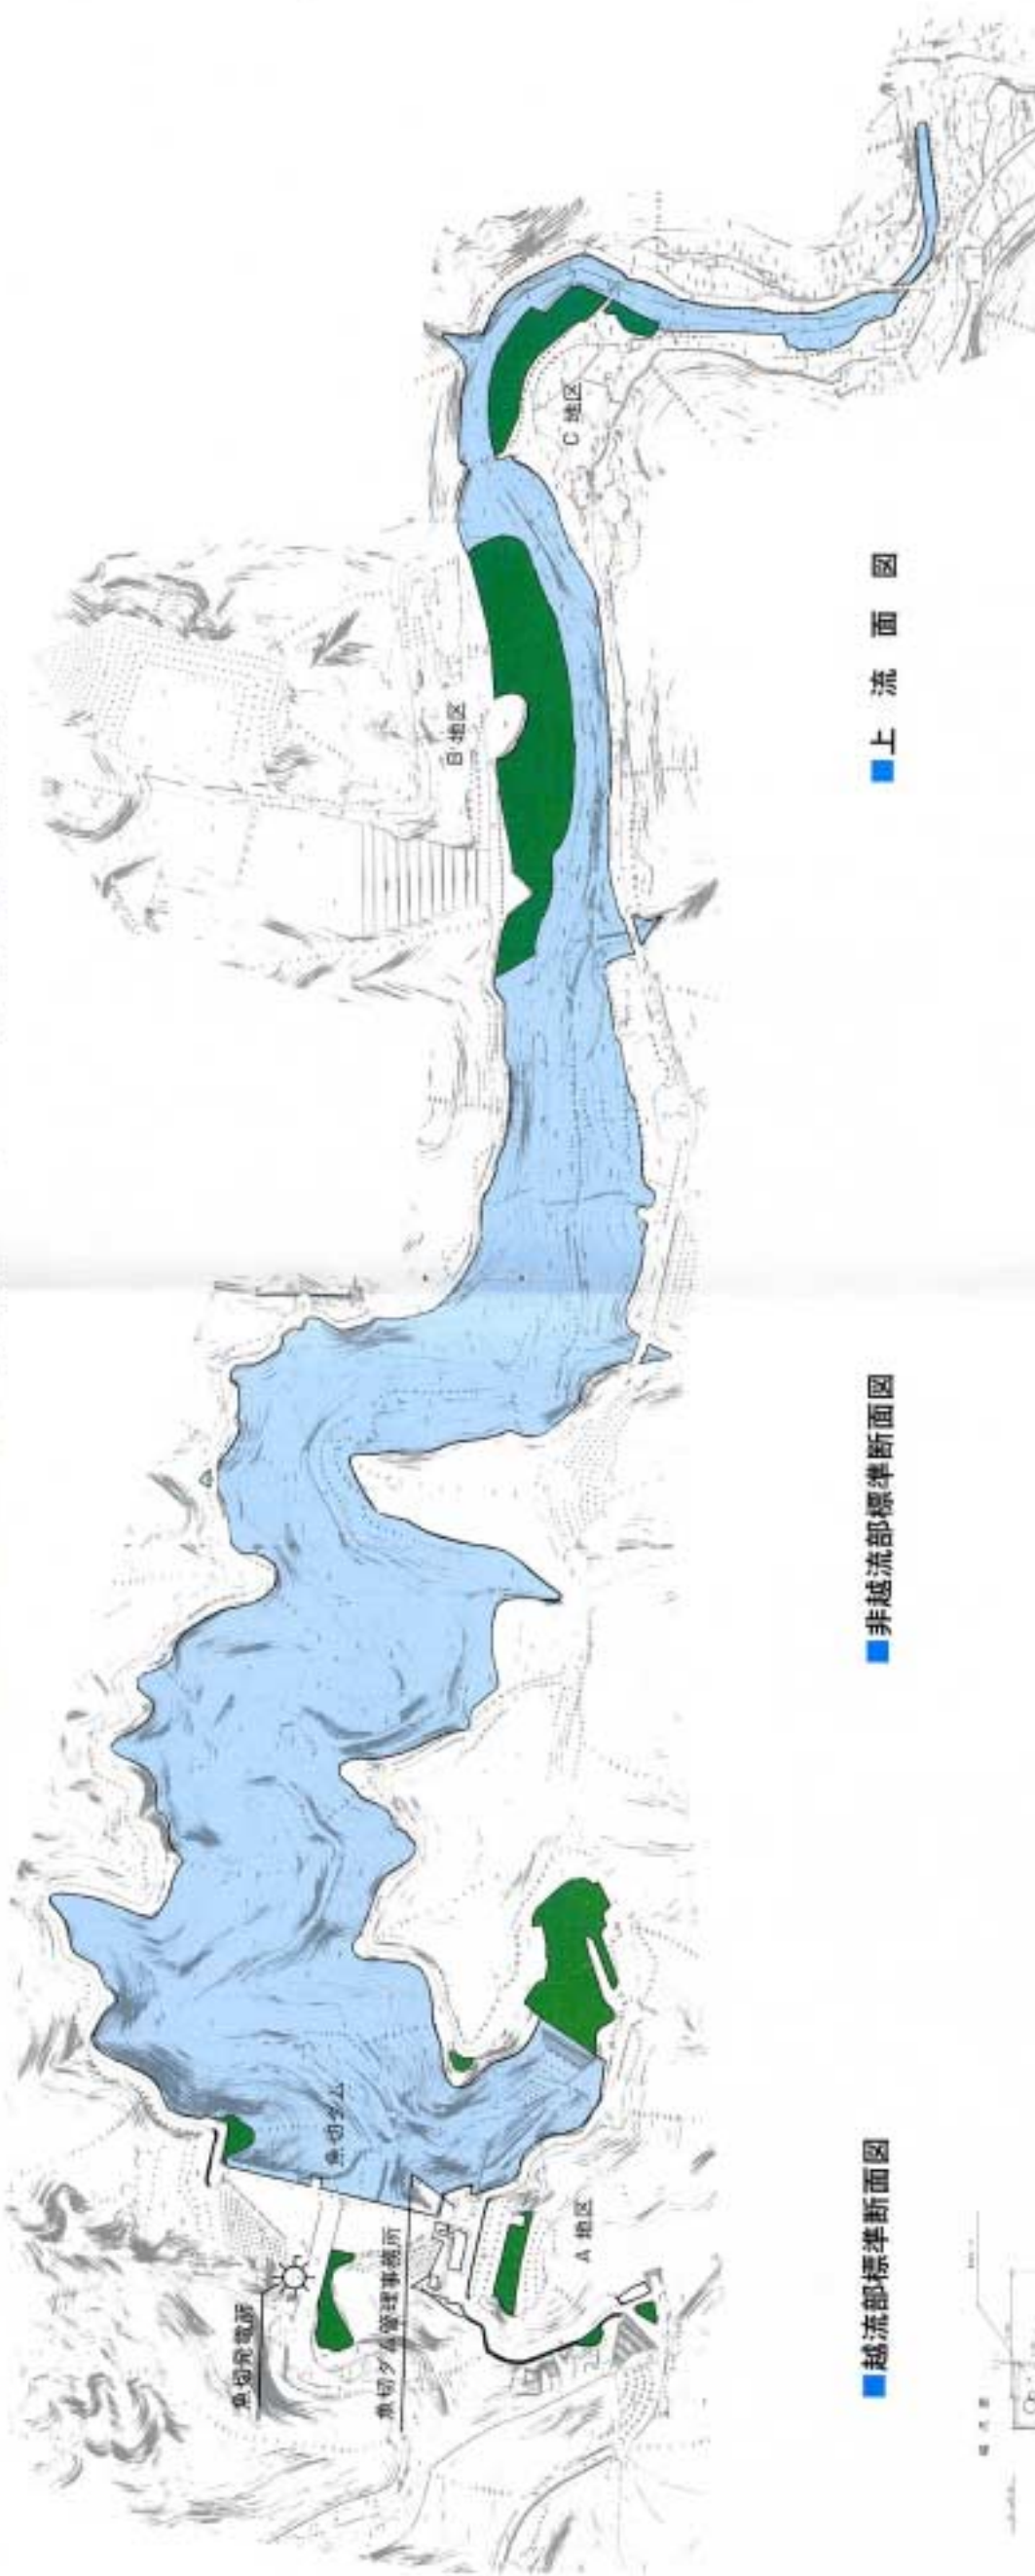 魚切発電所
魚切ダム管理事務所
魚切ダム
A 地区
B 地区
C 地区
■越流部標準断面図
■非越流部標準断面図
■上流面図